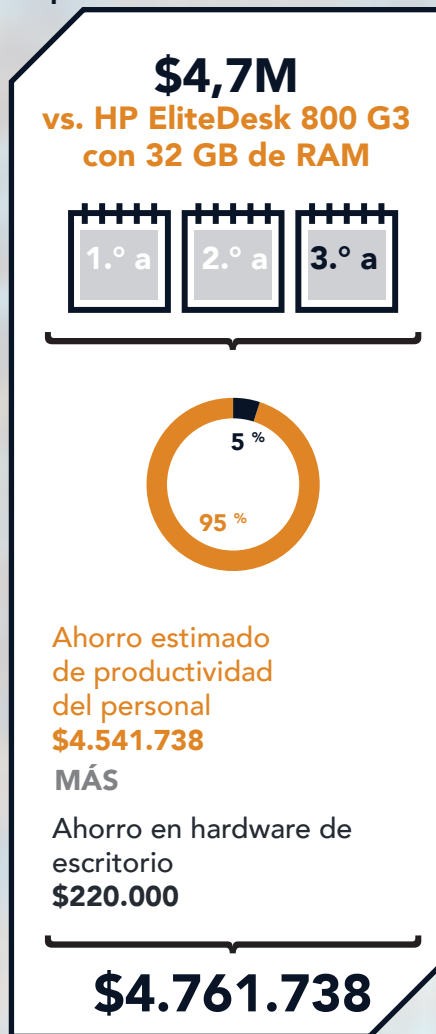 $4,7M
vs. HP EliteDesk 800 G3
con 32 GB de RAM
1.° a 2.° a 3.° a
5 %
95 %
Ahorro estimado
de productividad
del personal
$4.541.738
MÁS
Ahorro en hardware de
escritorio
$220.000
$4.761.738